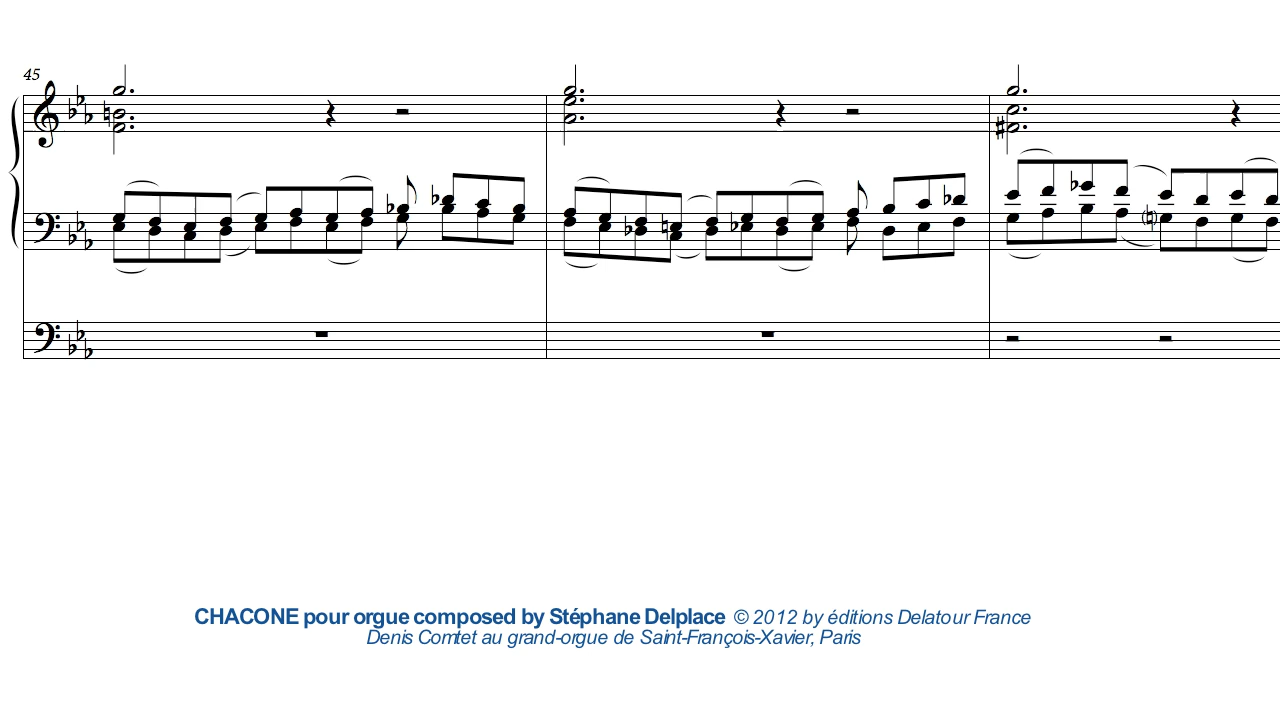 45
CHACONE pour orgue composed by Stéphane Delplace © 2012 by éditions Delatour France
Denis Comtet au grand-orgue de Saint-François-Xavier, Paris